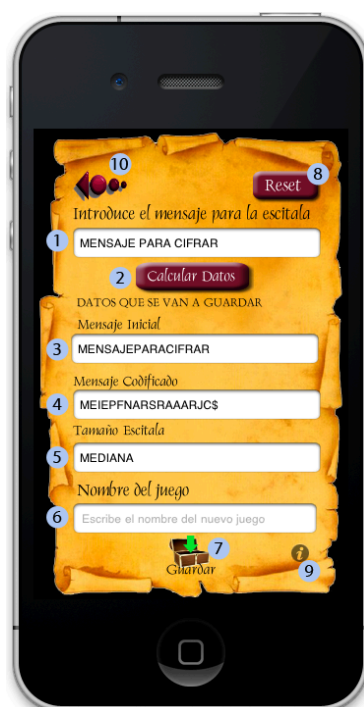 10
8
Reset
Introduce el mensaje para la escitala
1
MENSAJE PARA CIFRAR
2
Calcular Datos
DATOS QUE SE VAN A GUARDAR
Mensaje Inicial
3
MENSAJEPARACIFRAR
Mensaje Codificado
4
MEIEPFNARSRAAARJC$
Tamaño Escitala
5
MEDIANA
Nombre del juego
6
Escribe el nombre del nuevo juego
7
Guardar
i
9